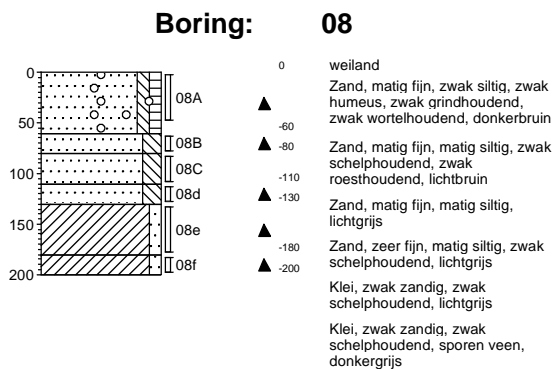 Boring: 08
0
50
100
150
200
08A
08B
08C
08d
08e
08f
0
-60
-80
-110
-130
-180
-200
weiland
Zand, matig fijn, zwak siltig, zwak
humeus, zwak grindhoudend,
zwak wortelhoudend, donkerbruin
Zand, matig fijn, matig siltig, zwak
schelphoudend, zwak
roesthoudend, lichtbruin
Zand, matig fijn, matig siltig,
lichtgrijs
Zand, zeer fijn, matig siltig, zwak
schelphoudend, lichtgrijs
Klei, zwak zandig, zwak
schelphoudend, lichtgrijs
Klei, zwak zandig, zwak
schelphoudend, sporen veen,
donkergrijs